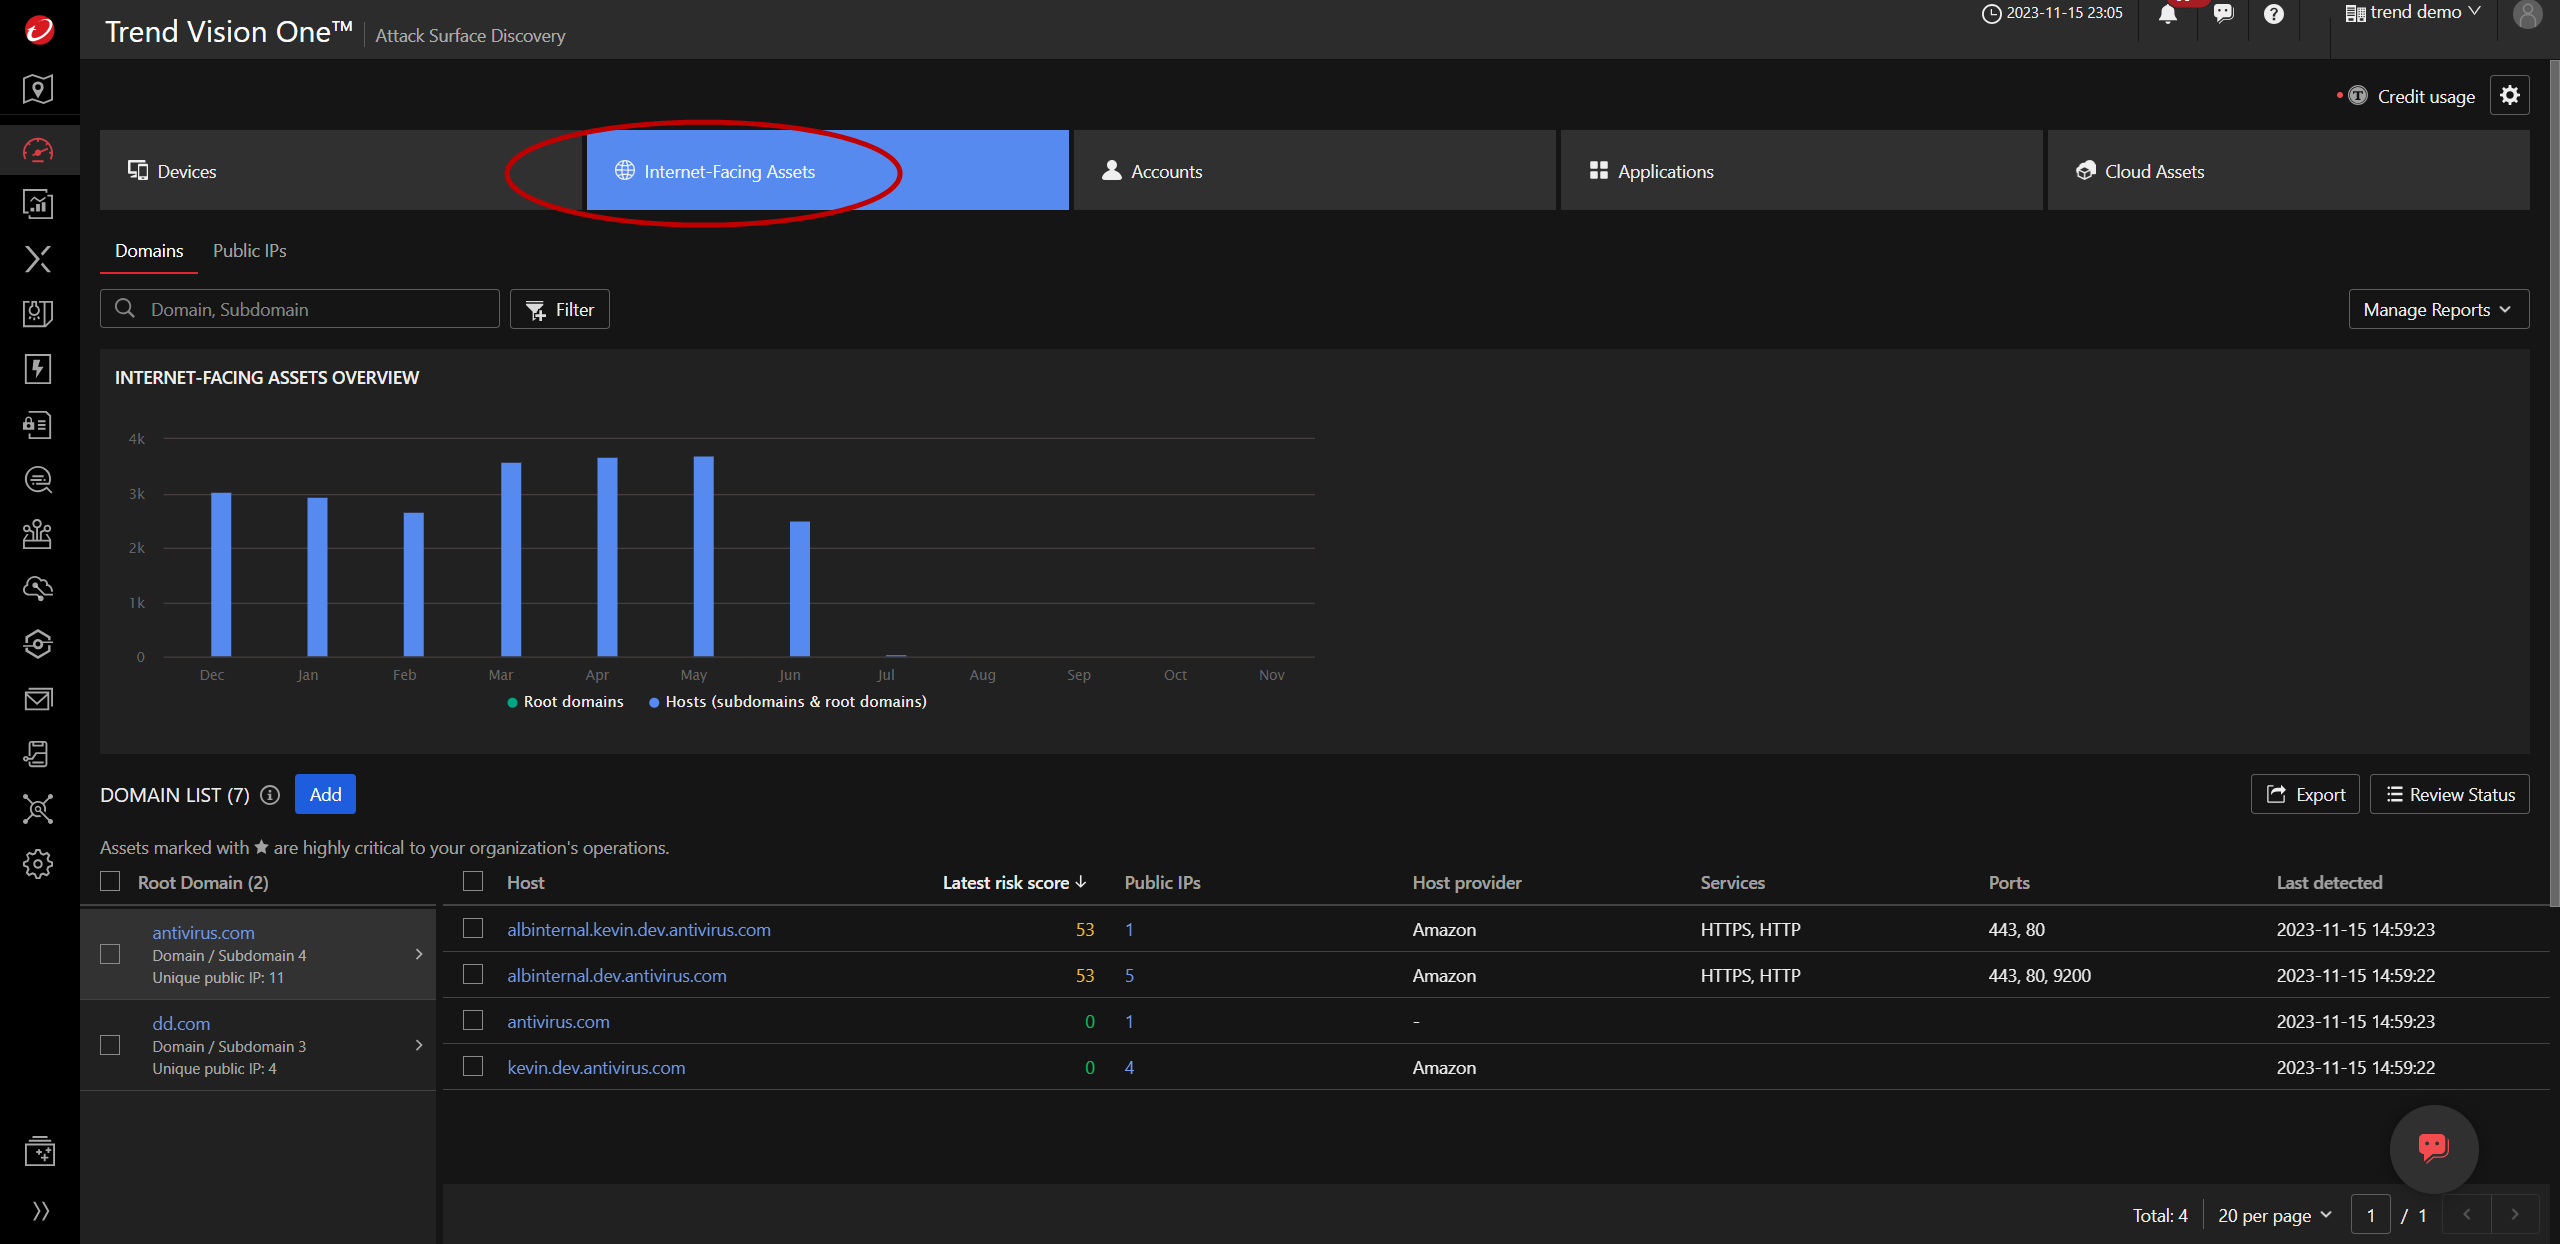 Trend Vision One™ Attack Surface Discovery
2023-11-15 23:05
trend demo
Credit usage
Devices
Internet-Facing Assets
Accounts
Applications
Cloud Assets
Domains Public IPs
Domain, Subdomain
Filter
Manage Reports
INTERNET-FACING ASSETS OVERVIEW
4k
3k
2k
1k
0
Dec Jan Feb Mar Apr May Jun Jul Aug Sep Oct Nov
Root domains Hosts (subdomains & root domains)
DOMAIN LIST (7) Add
Export Review Status
Assets marked with ★ are highly critical to your organization's operations.
Root Domain (2)
antivirus.com
Domain / Subdomain 4
Unique public IP: 11
dd.com
Domain / Subdomain 3
Unique public IP: 4
Host Latest risk score ↓ Public IPs Host provider Services Ports Last detected
albinternal.kevin.dev.antivirus.com 53 1 Amazon HTTPS, HTTP 443, 80 2023-11-15 14:59:23
albinternal.dev.antivirus.com 53 5 Amazon HTTPS, HTTP 443, 80, 9200 2023-11-15 14:59:22
antivirus.com 0 1 - 2023-11-15 14:59:23
kevin.dev.antivirus.com 0 4 Amazon 2023-11-15 14:59:22
Total: 4 20 per page 1 / 1